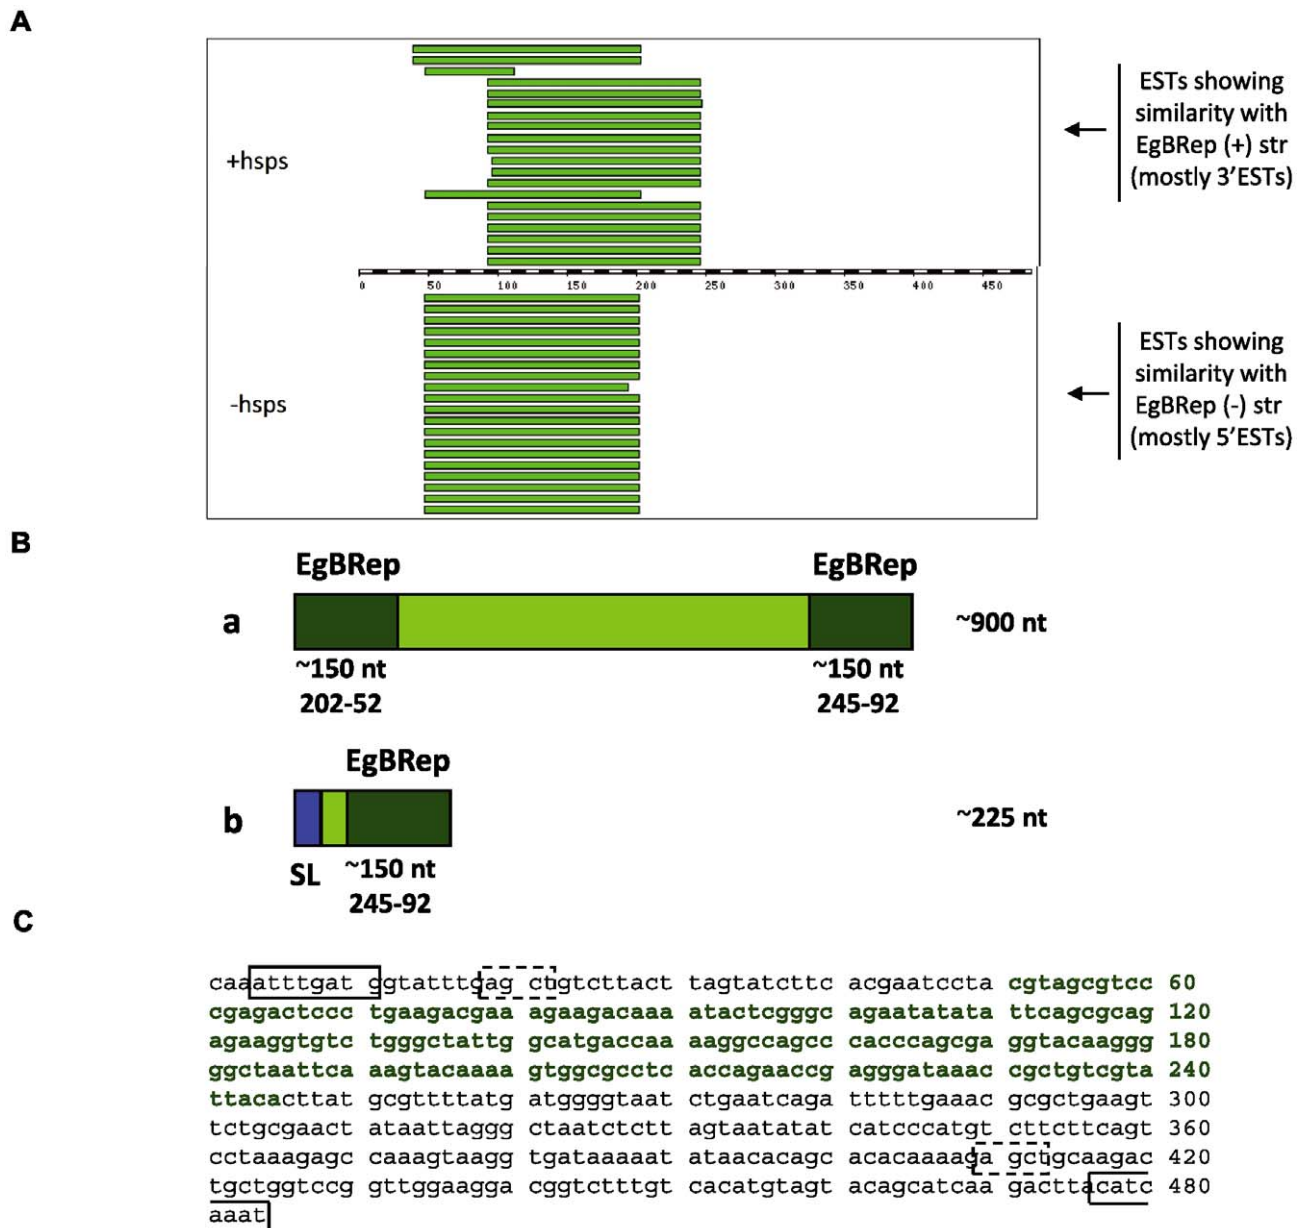 A
+hsps
ESTs showing
similarity with
EgBRep (+) str
(mostly 3'ESTs)
0 50 100 150 200 250 300 350 400 450
-hsps
ESTs showing
similarity with
EgBRep (-) str
(mostly 5'ESTs)
B
EgBRep EgBRep
a ~900 nt
~150 nt ~150 nt
202-52 245-92
EgBRep
b ~225 nt
SL ~150 nt
245-92
C
caaatttgat ggtatttgag ctgtcttact tagtatcttc acgaatccta cgtagcgtcc 60
cgagactccc tgaagacgaa agaagacaaa atactcgggc agaatatata ttcagcgcag 120
agaaggtgtc tgggctattg gcatgaccaa aaggccagcc cacccagcga ggtacaaggg 180
ggctaattca aagtacaaaa gtggcgcctc accagaaccg agggataaac cgctgtcgta 240
ttacacttat gcgttttatg atggggtaat ctgaatcaga tttttgaaac gcgctgaagt 300
tctgcgaact ataattaggg ctaatctctt agtaatatat catcccatgt cttcttcagt 360
cctaaagagc caaagtaagg tgataaaaat ataacacagc acacaaaaga gctgcaagac 420
tgctggtccg gttggaagga cggtctttgt cacatgtagt acagcatcaa gacttacatc 480
aaat